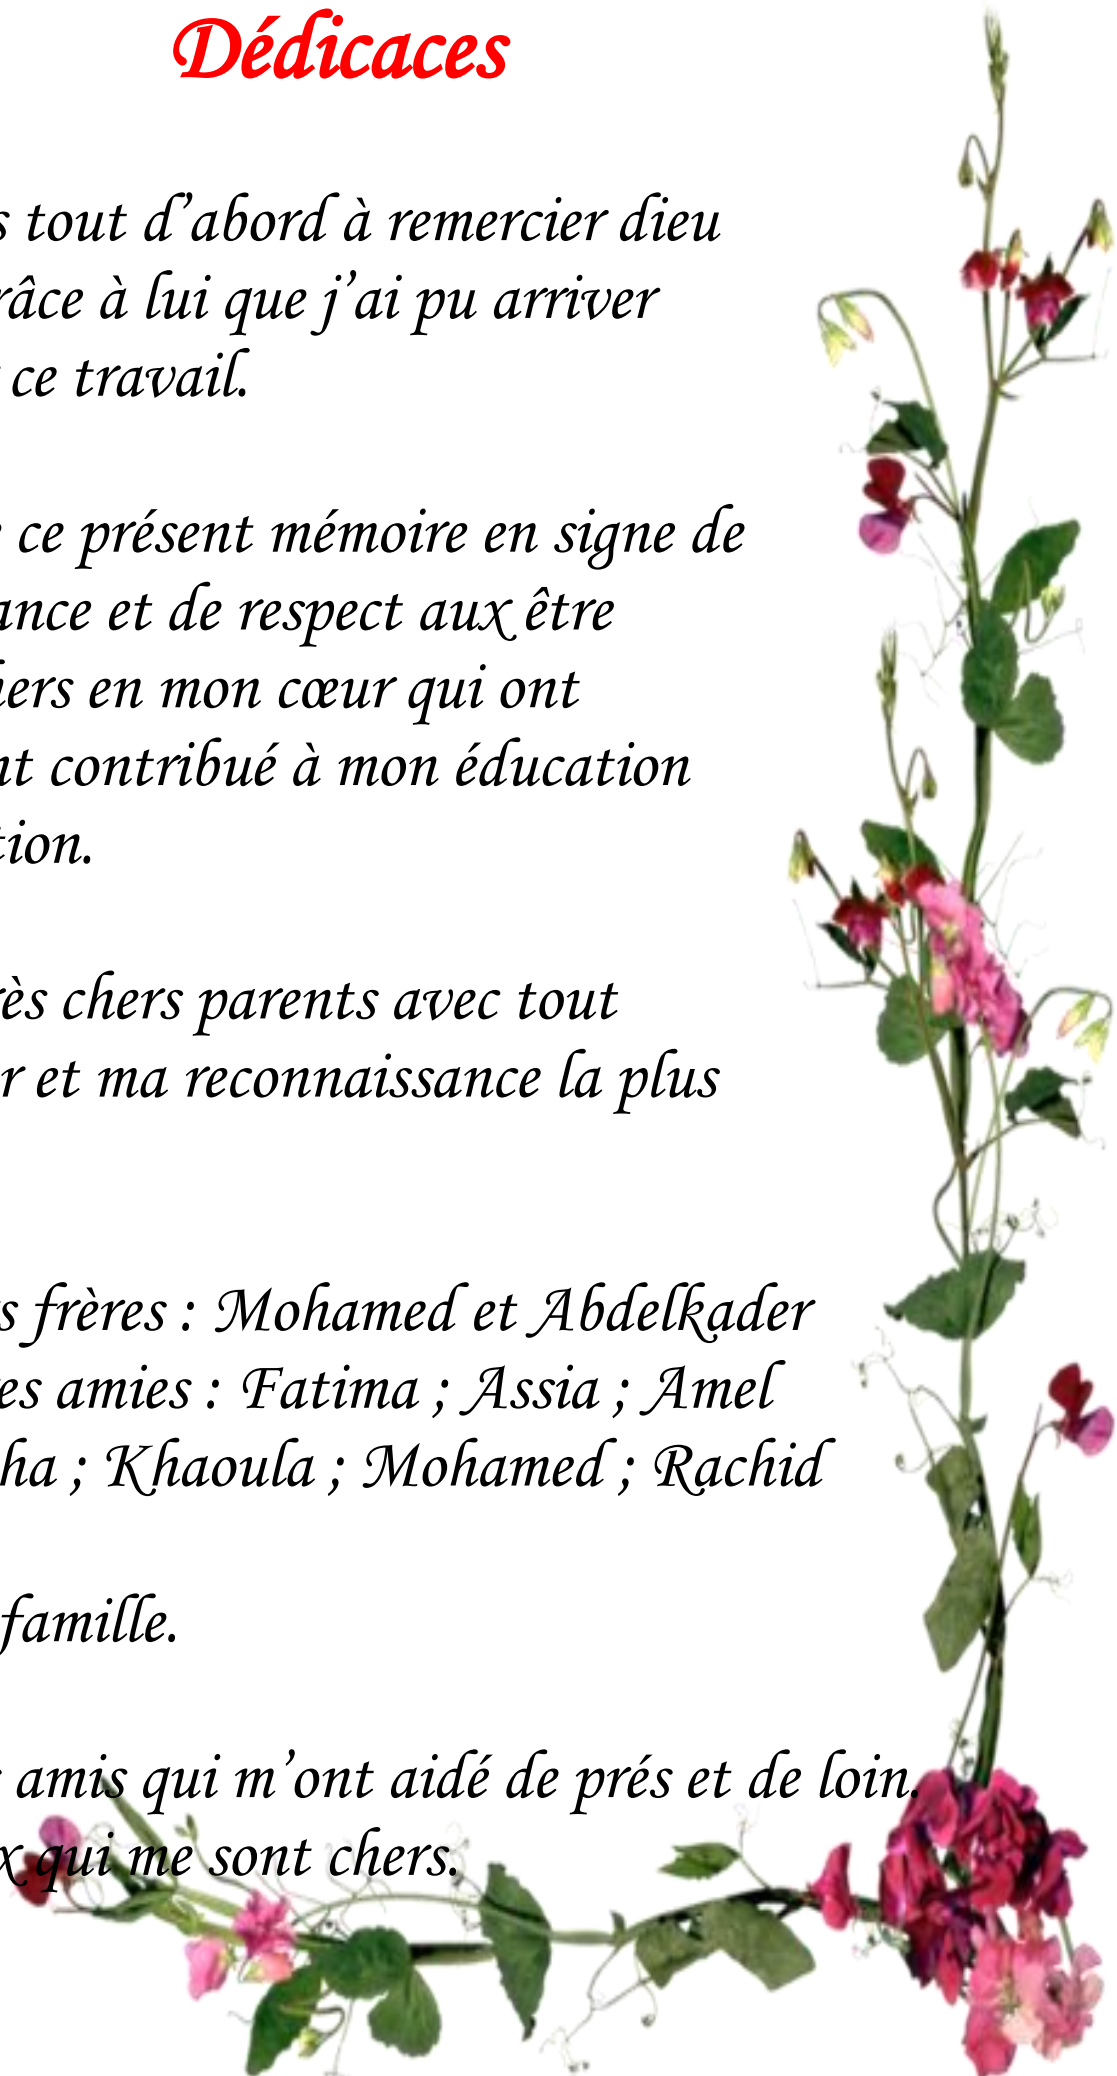 Dédicaces
s tout d’abord à remercier dieu
râce à lui que j’ai pu arriver
ce travail.
ce présent mémoire en signe de
ance et de respect aux être
hers en mon cœur qui ont
nt contribué à mon éducation
tion.
rès chers parents avec tout
r et ma reconnaissance la plus
s frères : Mohamed et Abdelkader
es amies : Fatima ; Assia ; Amel
ha ; Khaoula ; Mohamed ; Rachid
famille.
amis qui m’ont aidé de prés et de loin.
x qui me sont chers.